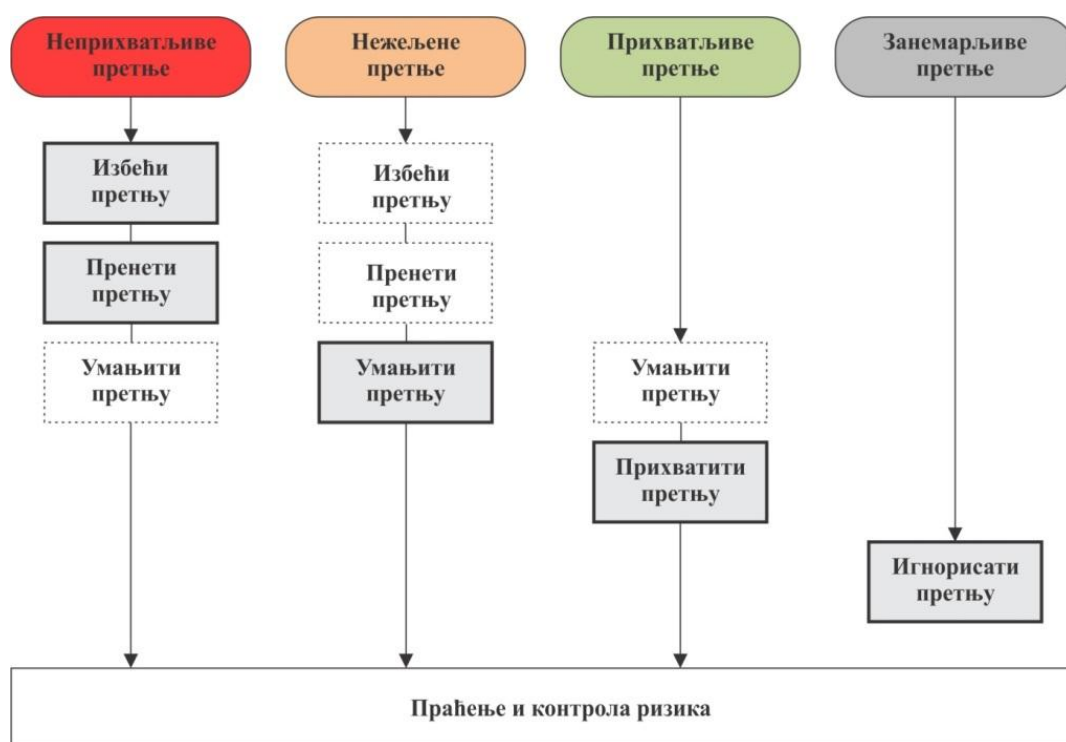 Неприхватљиве
претње
Нежељене
претње
Прихватљиве
претње
Занемарљиве
претње
Избећи
претњу
Избећи
претњу
Пренети
претњу
Пренети
претњу
Умањити
претњу
Умањити
претњу
Умањити
претњу
Прихватити
претњу
Игнорисати
претњу
Праћење и контрола ризика